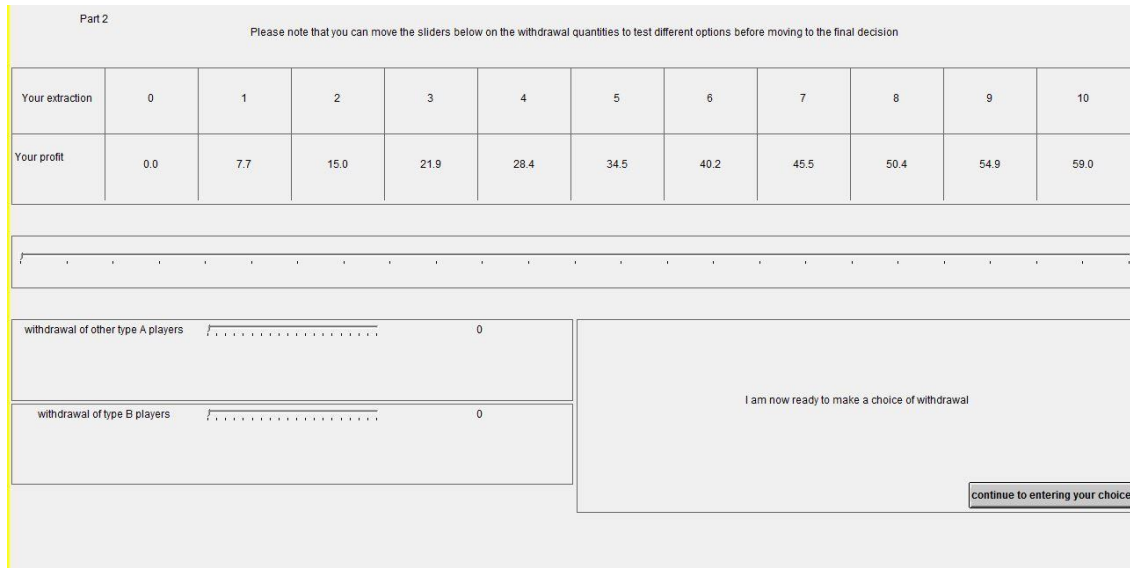 Part 2
Please note that you can move the sliders below on the withdrawal quantities to test different options before moving to the final decision
Your extraction 0 1 2 3 4 5 6 7 8 9 10
Your profit 0.0 7.7 15.0 21.9 28.4 34.5 40.2 45.5 50.4 54.9 59.0
withdrawal of other type A players 0
withdrawal of type B players 0
I am now ready to make a choice of withdrawal
continue to entering your choice